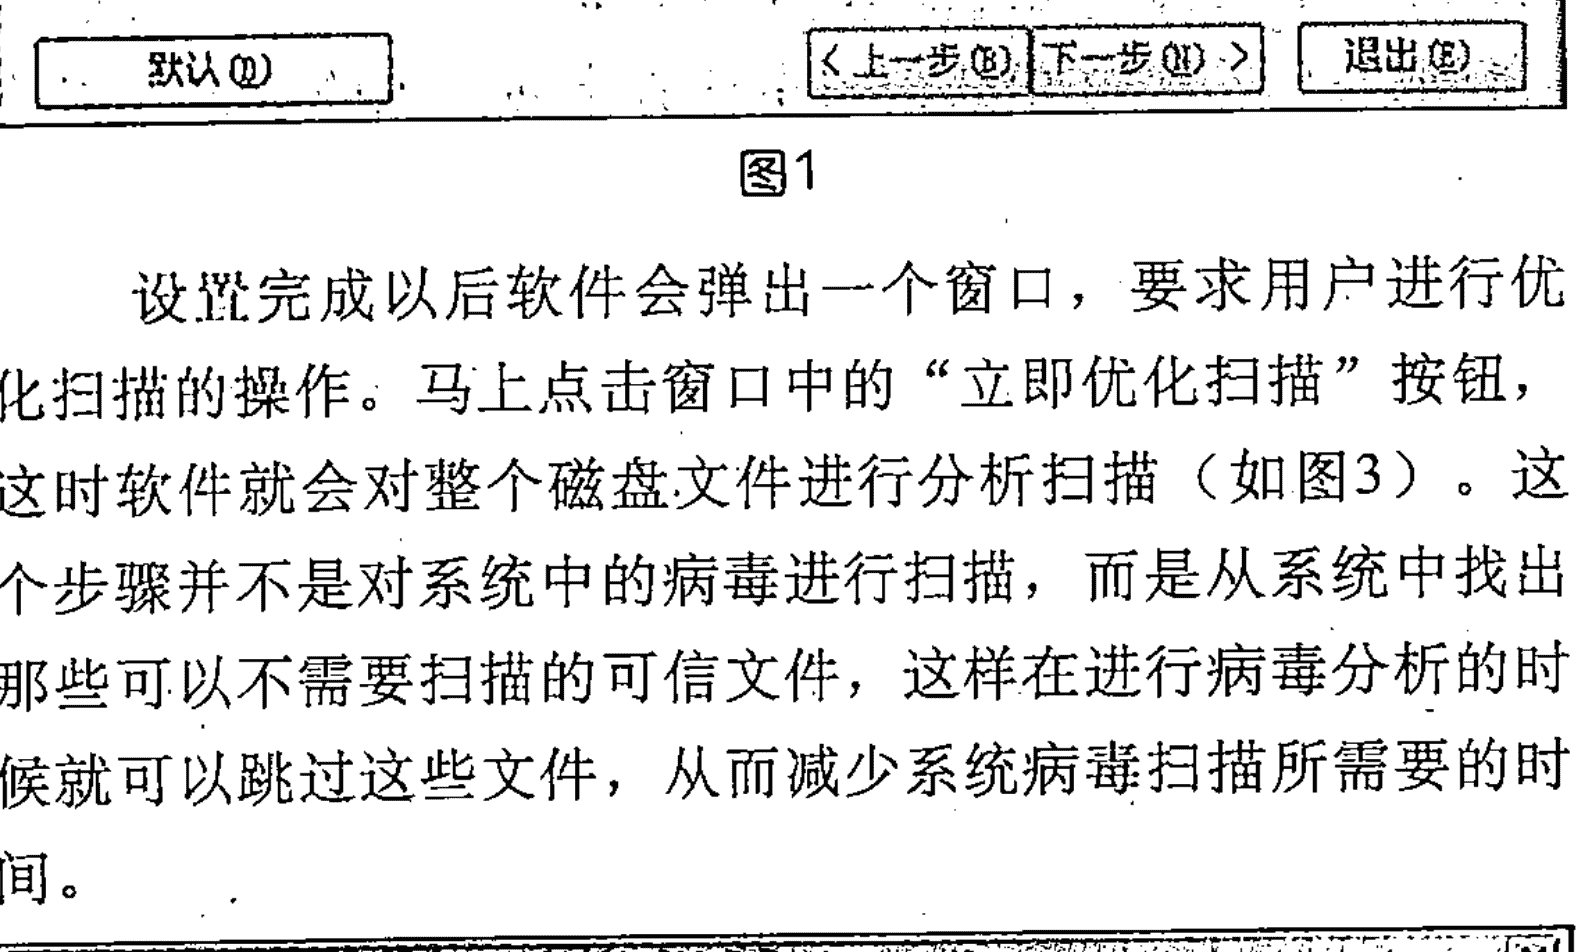 默认(D) <上一步(B) 下一步(N)> 退出(E)
图1
设置完成以后软件会弹出一个窗口，要求用户进行优
化扫描的操作。马上点击窗口中的“立即优化扫描”按钮，
这时软件就会对整个磁盘文件进行分析扫描（如图3）。这
个步骤并不是对系统中的病毒进行扫描，而是从系统中找出
那些可以不需要扫描的可信文件，这样在进行病毒分析的时
候就可以跳过这些文件，从而减少系统病毒扫描所需要的时
间。